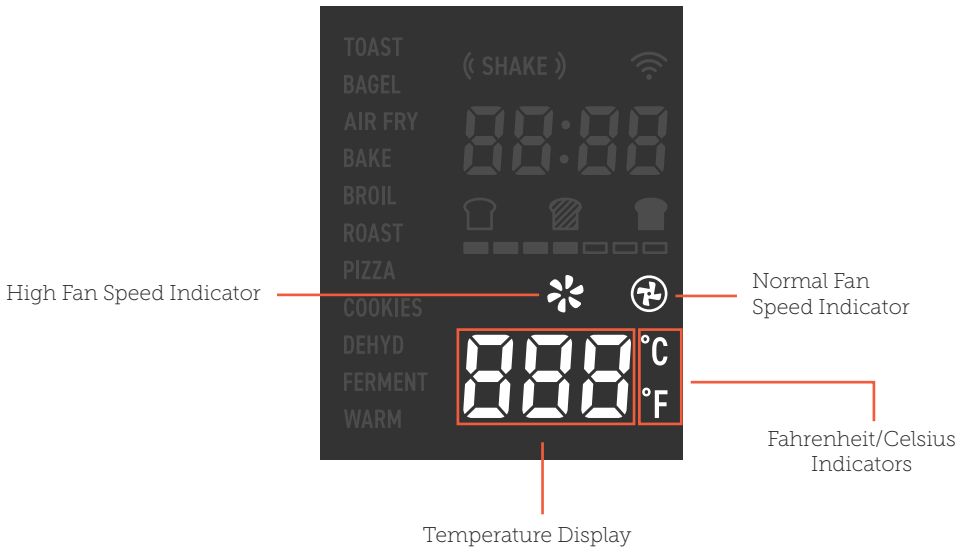 TOAST
BAGEL
AIR FRY
BAKE
BROIL
ROAST
PIZZA
COOKIES
DEHYD
FERMENT
WARM
(( SHAKE ))
88:88
888
°C
°F
High Fan Speed Indicator
Normal Fan
Speed Indicator
Fahrenheit/Celsius
Indicators
Temperature Display